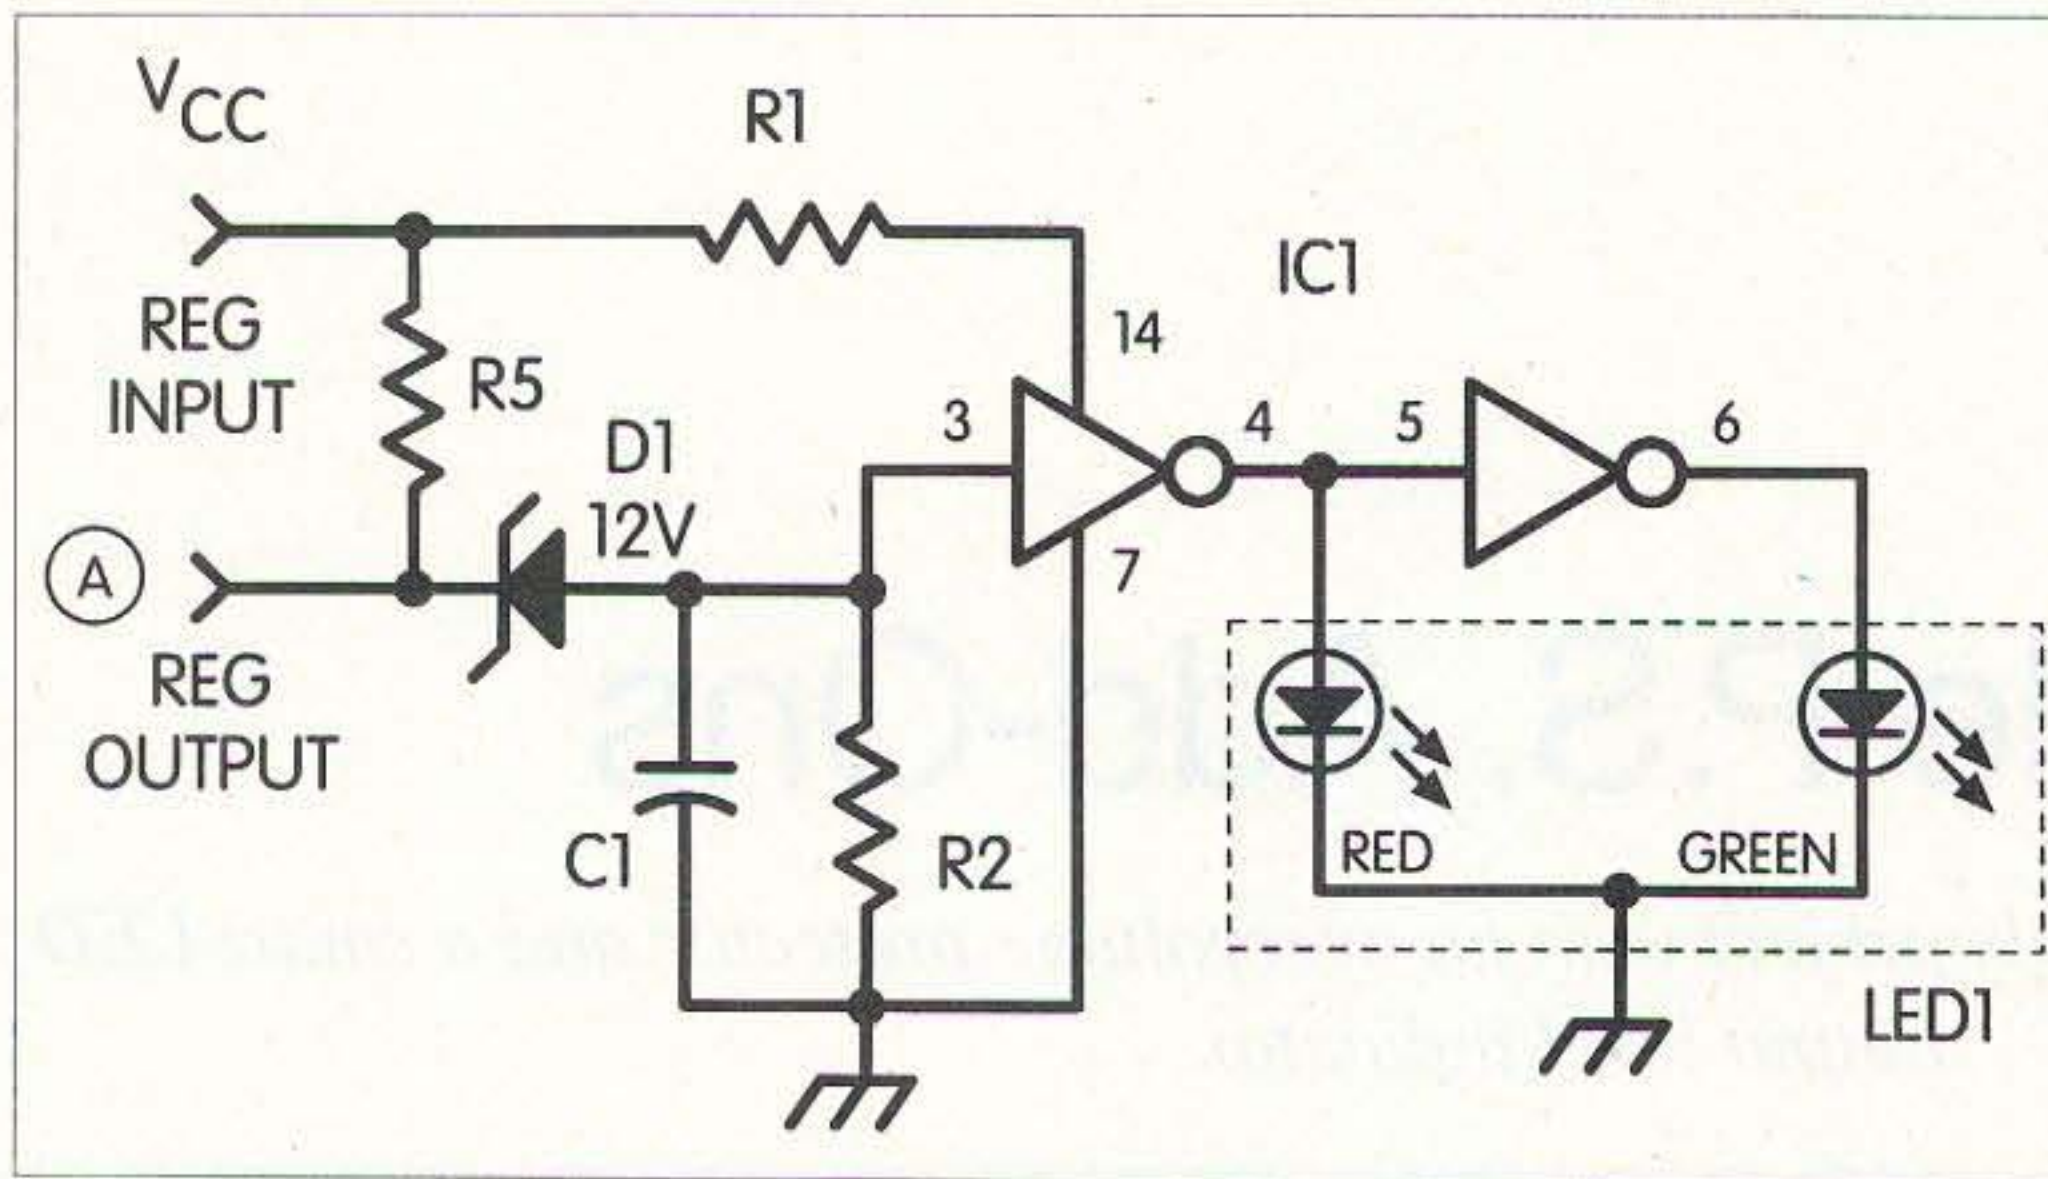 VCC
R1
REG
INPUT
R5
IC1
14
D1
12V
3
4
5
6
7
A
REG
OUTPUT
C1
R2
RED
GREEN
LED1